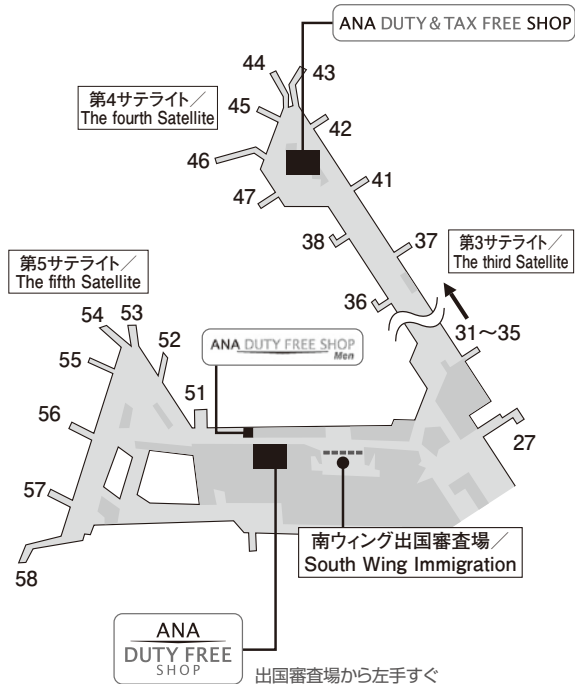 ANA DUTY & TAX FREE SHOP
43
44
第4サテライト／
The fourth Satellite
45
42
46
41
47
38
37
第3サテライト／
The third Satellite
第5サテライト／
The fifth Satellite
36
31〜35
54
53
52
ANA DUTY FREE SHOP
Men
55
51
56
27
57
南ウィング出国審査場／
South Wing Immigration
58
ANA
DUTY FREE
SHOP
出国審査場から左手すぐ